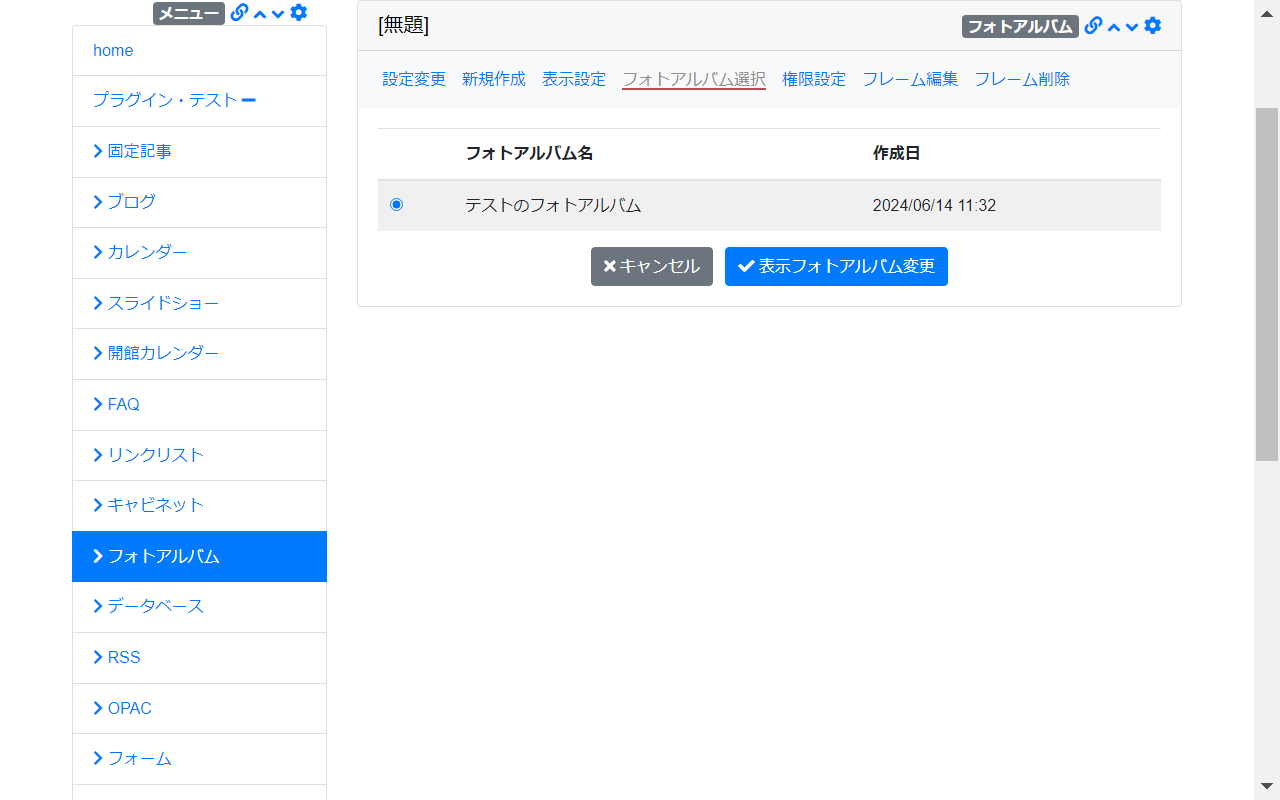 メニュー
home
プラグイン・テスト
固定記事
ブログ
カレンダー
スライドショー
開館カレンダー
FAQ
リンクリスト
キャビネット
フォトアルバム
データベース
RSS
OPAC
フォーム
[無題] フォトアルバム
設定変更 新規作成 表示設定 フォトアルバム選択 権限設定 フレーム編集 フレーム削除
フォトアルバム名 作成日
テストのフォトアルバム 2024/06/14 11:32
キャンセル 表示フォトアルバム変更